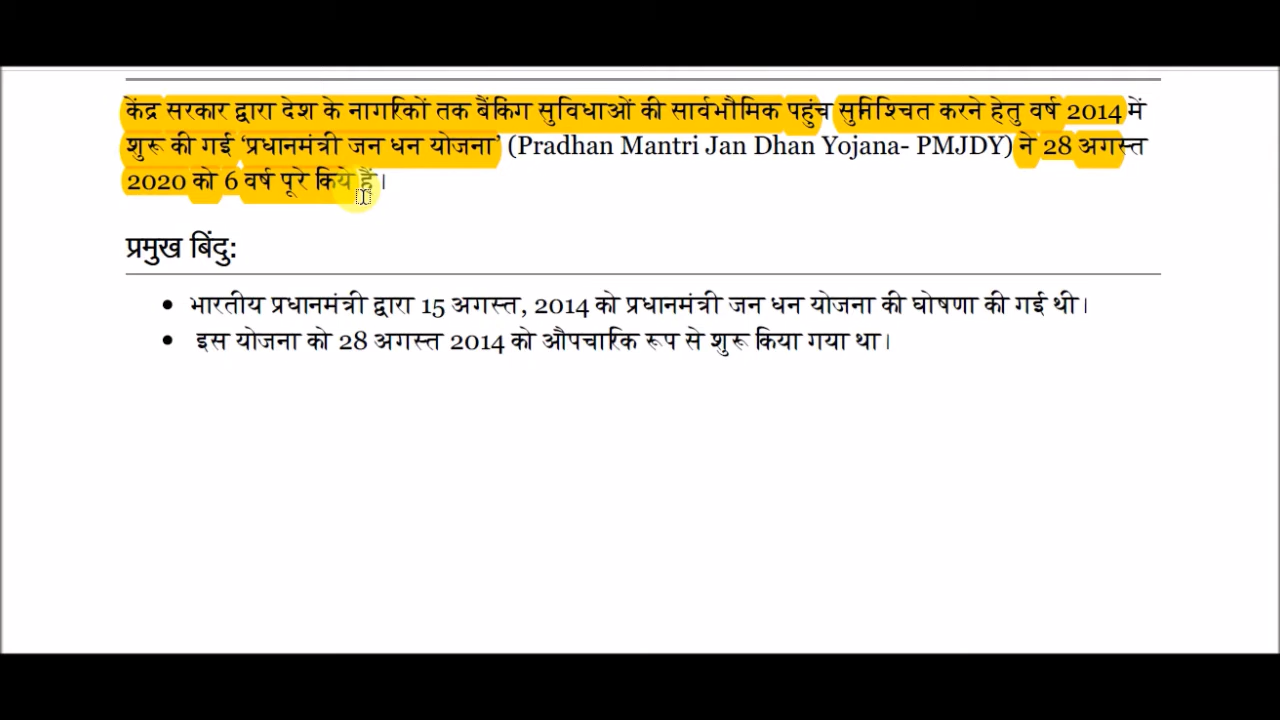 केंद्र सरकार द्वारा देश के नागरिकों तक बैंकिंग सुविधाओं की सार्वभौमिक पहुंच सुनिश्चित करने हेतु वर्ष 2014 में
शुरू की गई ‘प्रधानमंत्री जन धन योजना’ (Pradhan Mantri Jan Dhan Yojana- PMJDY) ने 28 अगस्त
2020 को 6 वर्ष पूरे किये हैं।
प्रमुख बिंदु:
• भारतीय प्रधानमंत्री द्वारा 15 अगस्त, 2014 को प्रधानमंत्री जन धन योजना की घोषणा की गई थी।
• इस योजना को 28 अगस्त 2014 को औपचारिक रूप से शुरू किया गया था।